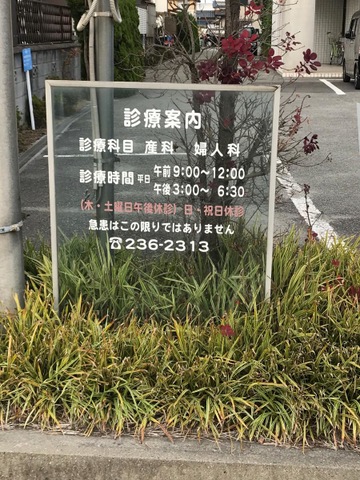 診療案内
診療科目 産科 婦人科
診療時間 平日 午前 9:00～12:00
午後 3:00～ 6:30
(木・土曜日午後休診) 日・祝日休診
急患はこの限りではありません
☎236-2313